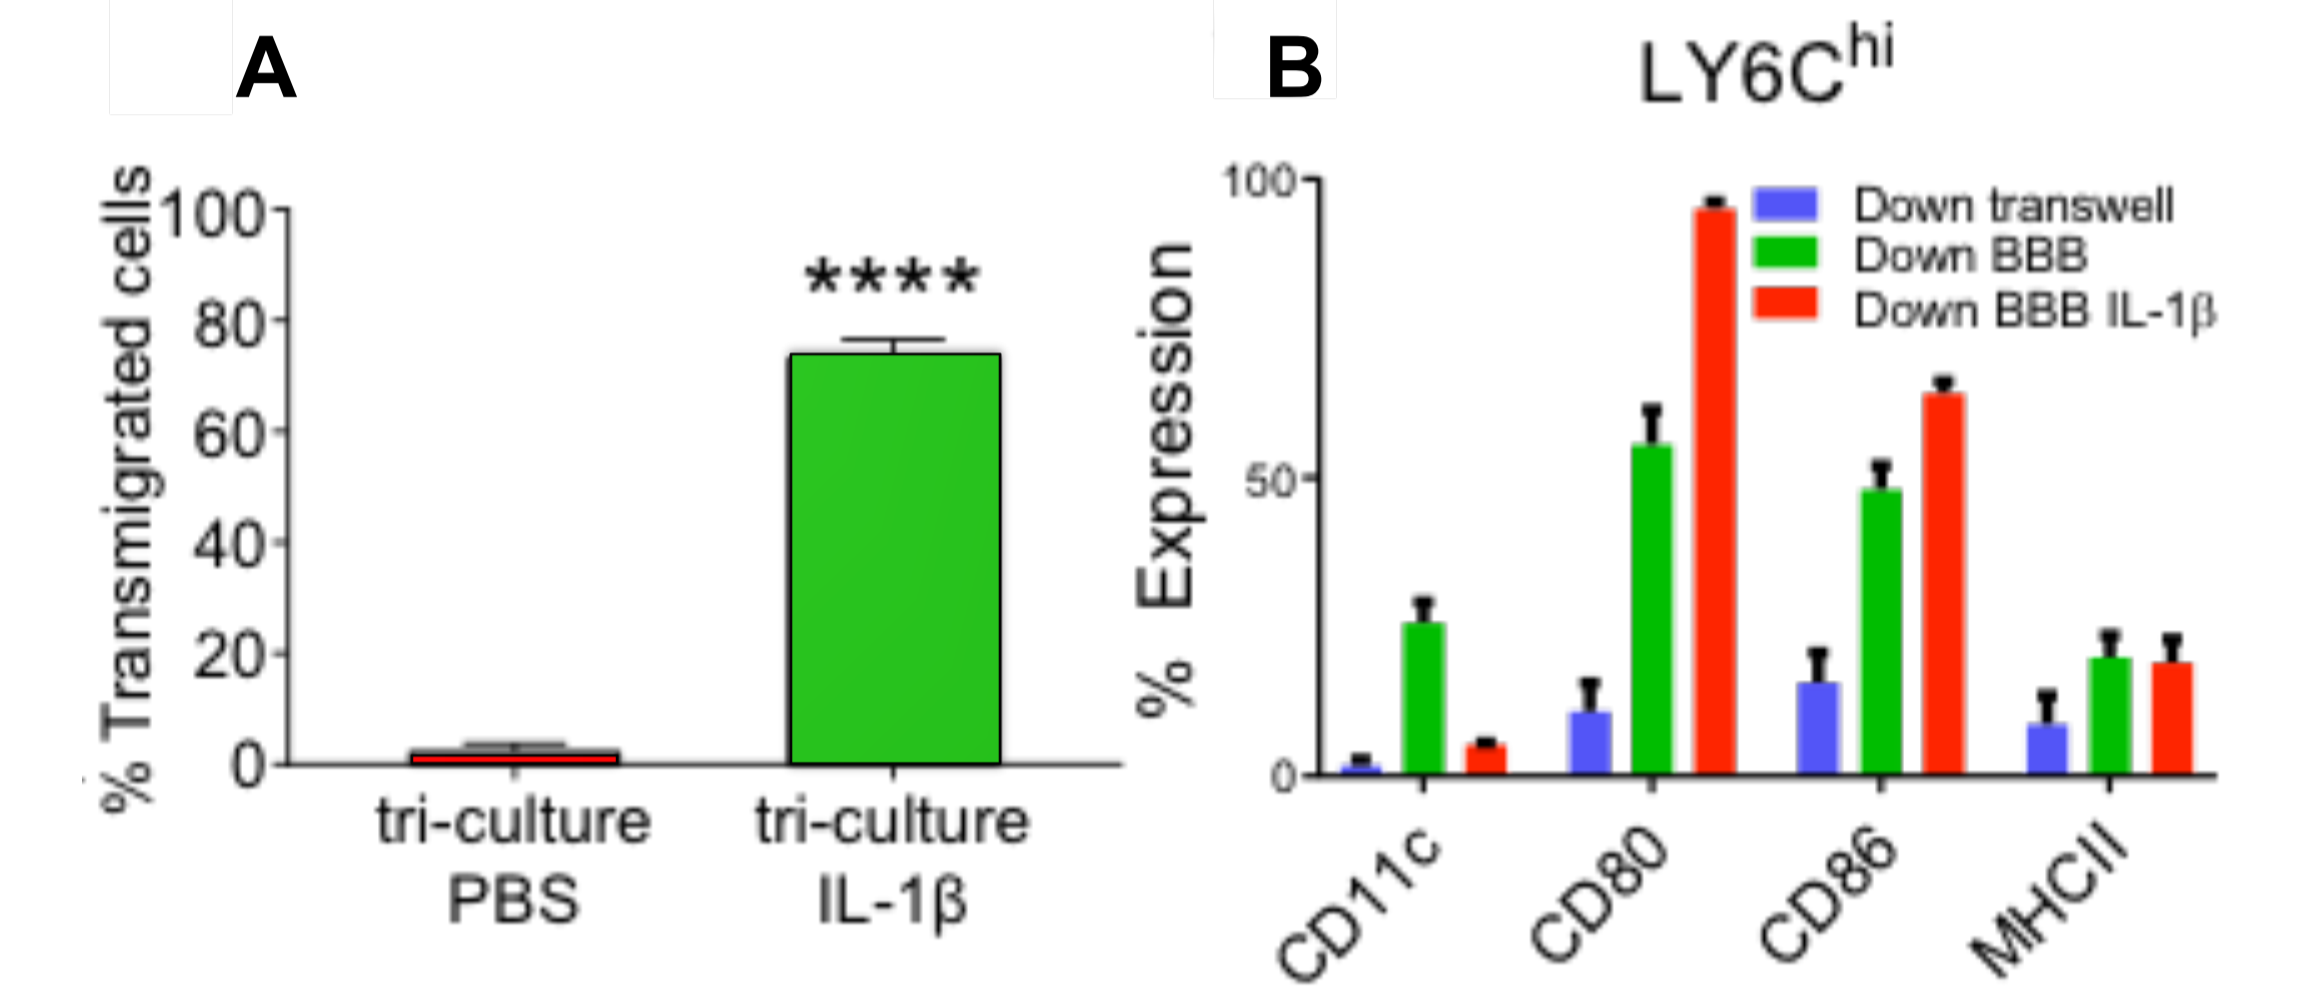 A
% Transmigrated cells
100
80
60
40
20
0
****
tri-culture
PBS
tri-culture
IL-1β
B
LY6Chi
% Expression
100
50
0
Down transwell
Down BBB
Down BBB IL-1β
CD11c
CD80
CD86
MHCII